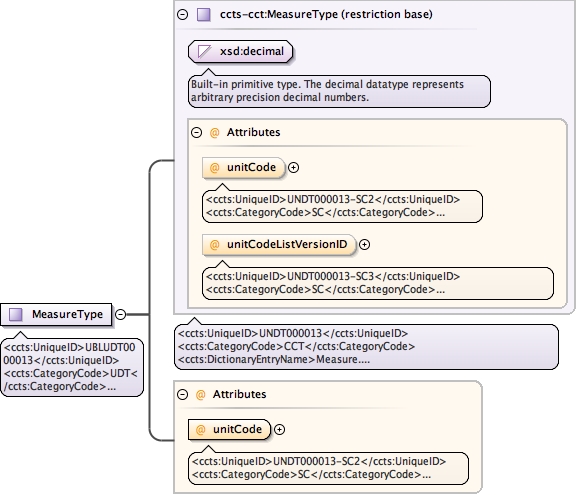 ccts-cct:MeasureType (restriction base)
xsd:decimal
Built-in primitive type. The decimal datatype represents
arbitrary precision decimal numbers.
@ Attributes
@ unitCode
<ccts:UniqueID>UNDT000013-SC2</ccts:UniqueID>
<ccts:CategoryCode>SC</ccts:CategoryCode>...
@ unitCodeListVersionID
<ccts:UniqueID>UNDT000013-SC3</ccts:UniqueID>
<ccts:CategoryCode>SC</ccts:CategoryCode>...
MeasureType
<ccts:UniqueID>UBLUDT00
00013</ccts:UniqueID>
<ccts:CategoryCode>UDT<
/ccts:CategoryCode>...
<ccts:UniqueID>UNDT000013</ccts:UniqueID>
<ccts:CategoryCode>CCT</ccts:CategoryCode>
<ccts:DictionaryEntryName>Measure....
@ Attributes
@ unitCode
<ccts:UniqueID>UNDT000013-SC2</ccts:UniqueID>
<ccts:CategoryCode>SC</ccts:CategoryCode>...